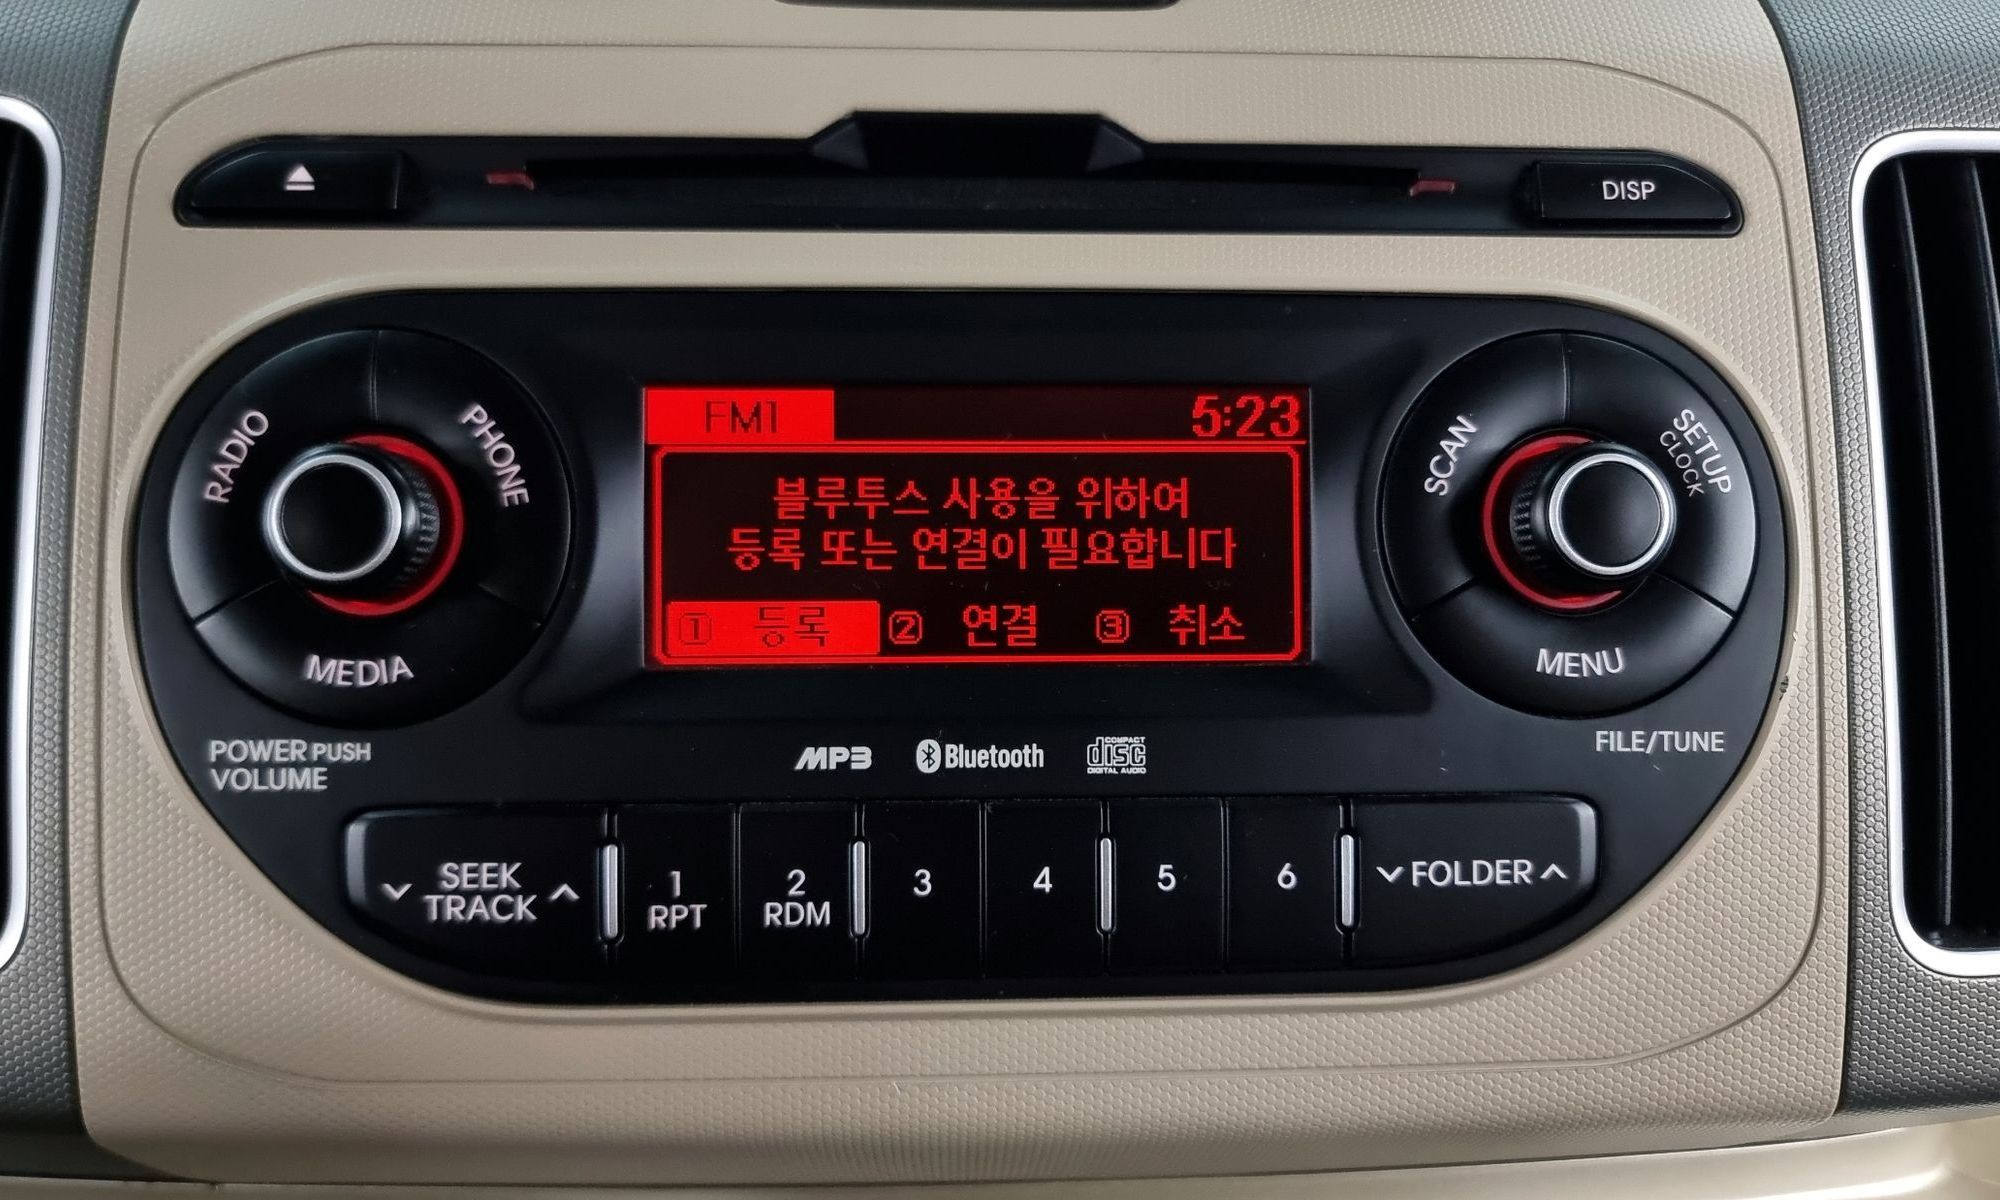 DISP
RADIO
PHONE
MEDIA
POWER PUSH
VOLUME
FM1 5:23
블루투스 사용을 위하여
등록 또는 연결이 필요합니다
1 등록 2 연결 3 취소
SCAN
SETUP
CLOCK
MENU
FILE/TUNE
MP3 Bluetooth COMPACT disc DIGITAL AUDIO
SEEK
TRACK
1
RPT
2
RDM
3
4
5
6
FOLDER